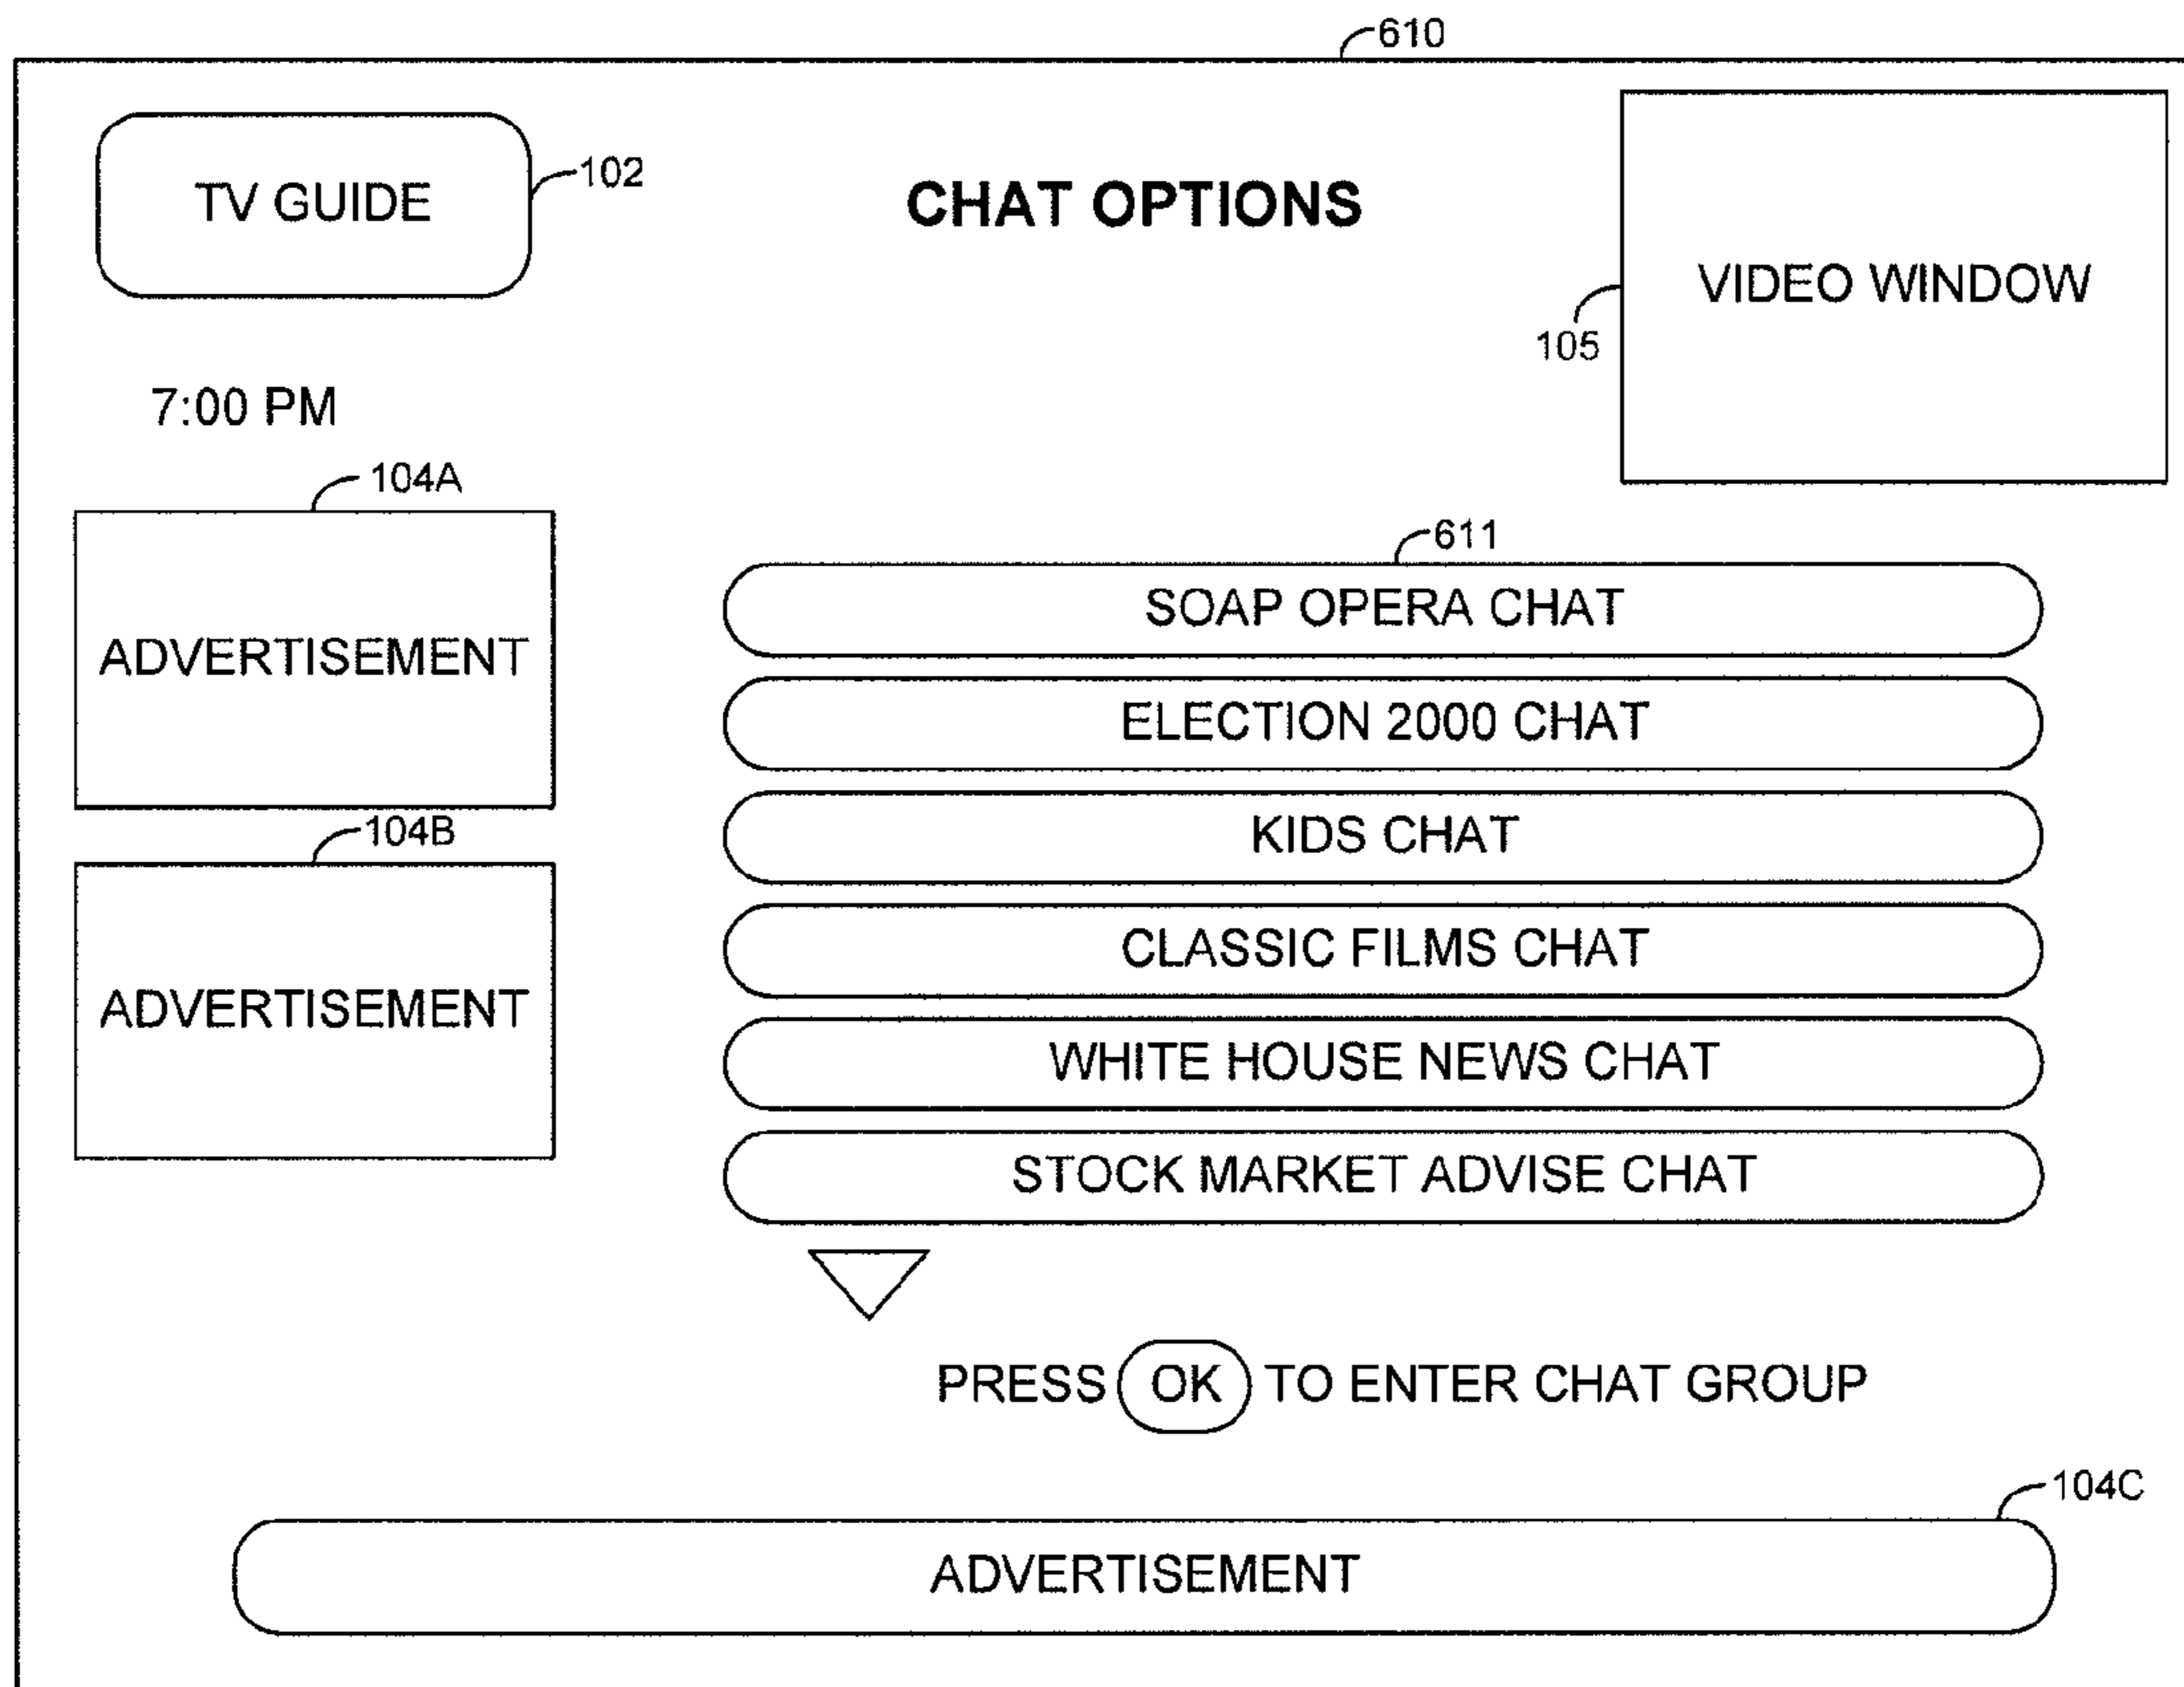 610
TV GUIDE
102
CHAT OPTIONS
VIDEO WINDOW
105
7:00 PM
104A
ADVERTISEMENT
104B
ADVERTISEMENT
611
SOAP OPERA CHAT
ELECTION 2000 CHAT
KIDS CHAT
CLASSIC FILMS CHAT
WHITE HOUSE NEWS CHAT
STOCK MARKET ADVISE CHAT
PRESS OK TO ENTER CHAT GROUP
104C
ADVERTISEMENT